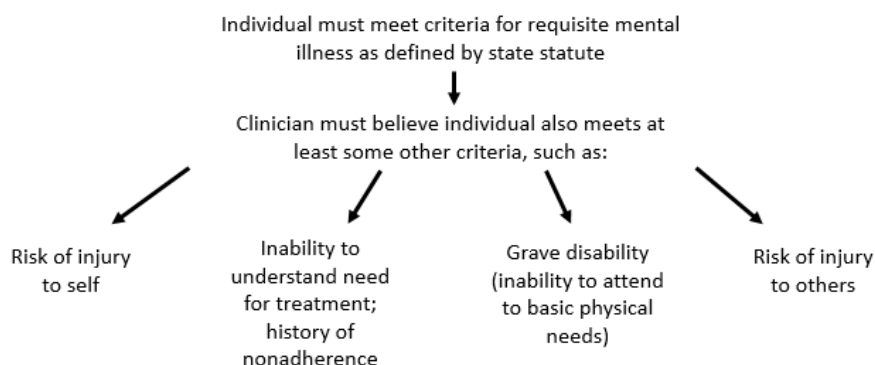 Individual must meet criteria for requisite mental
illness as defined by state statute
Clinician must believe individual also meets at
least some other criteria, such as:
Risk of injury
to self
Inability to
understand need
for treatment;
history of
nonadherence
Grave disability
(inability to attend
to basic physical
needs)
Risk of injury
to others